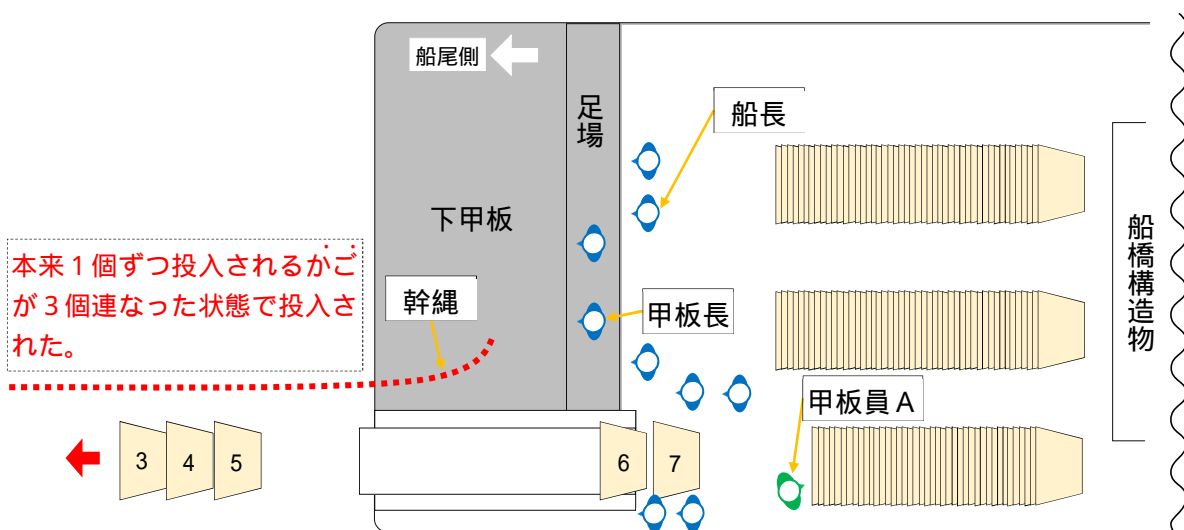 船尾側
足場
船長
下甲板
本来１個ずつ投入されるかご
が３個連なった状態で投入さ
れた。
幹縄
甲板長
船橋構造物
甲板員Ａ
3
4
5
6
7